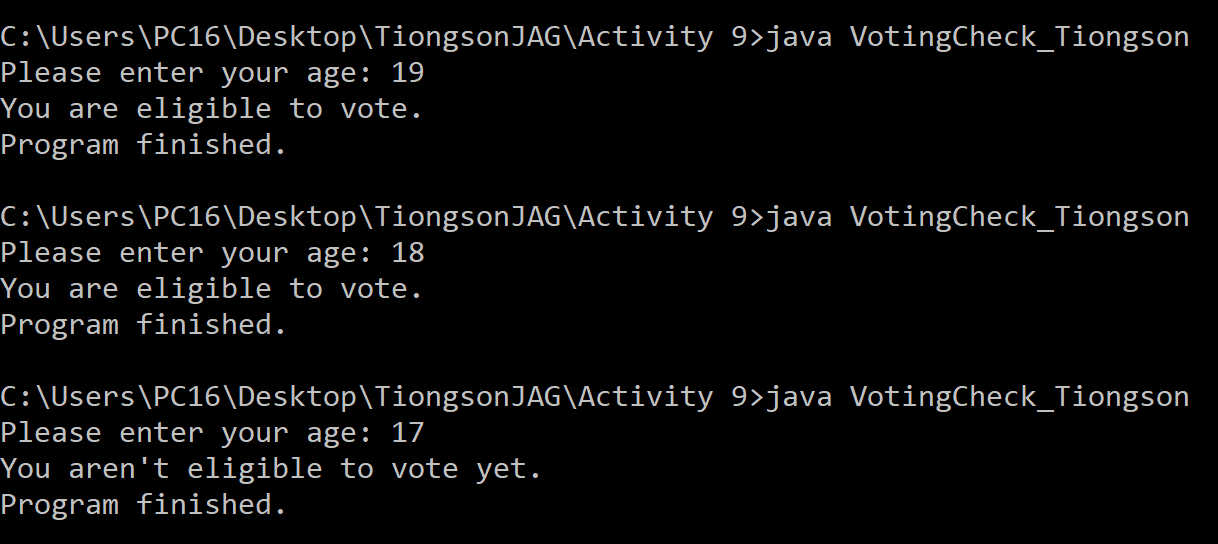 C:\Users\PC16\Desktop\TiongsonJAG\Activity 9>java VotingCheck_Tiongson
Please enter your age: 19
You are eligible to vote.
Program finished.
C:\Users\PC16\Desktop\TiongsonJAG\Activity 9>java VotingCheck_Tiongson
Please enter your age: 18
You are eligible to vote.
Program finished.
C:\Users\PC16\Desktop\TiongsonJAG\Activity 9>java VotingCheck_Tiongson
Please enter your age: 17
You aren't eligible to vote yet.
Program finished.